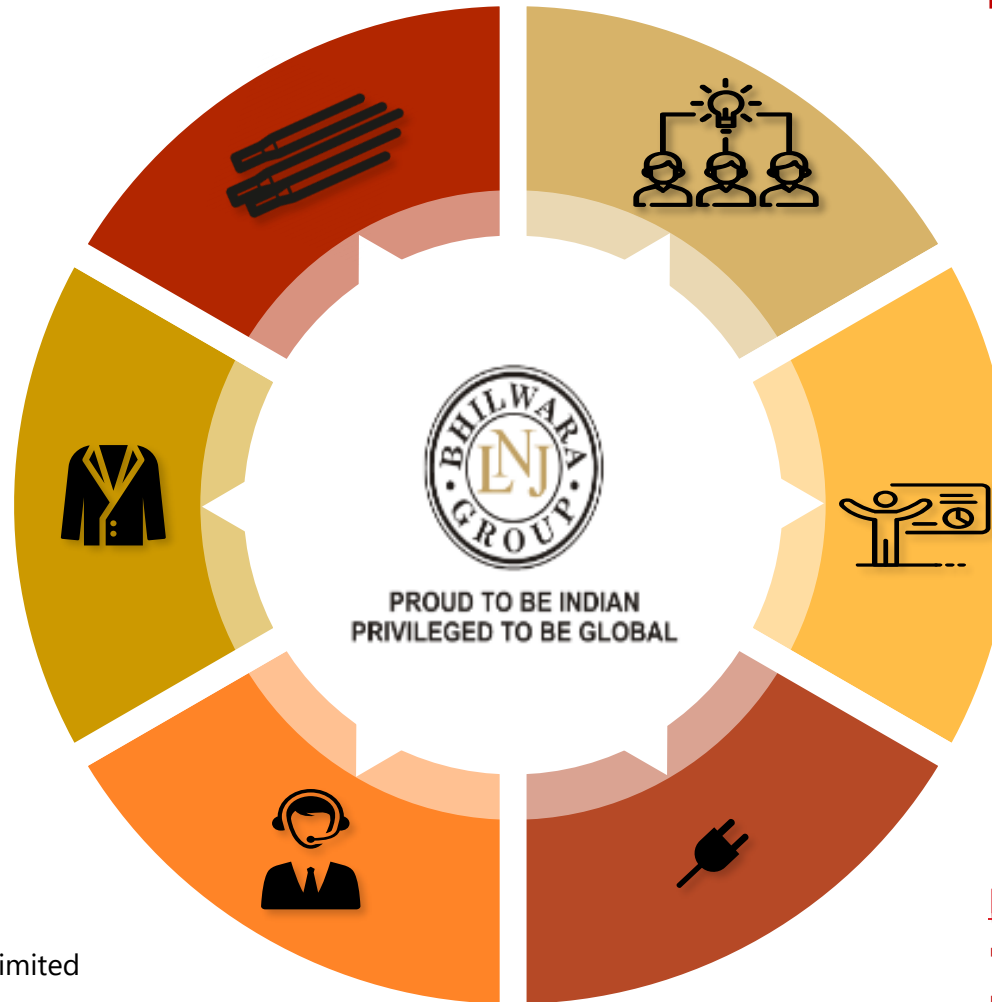 BHILWARA
LNJ
GROUP
PROUD TO BE INDIAN
PRIVILEGED TO BE GLOBAL
imited